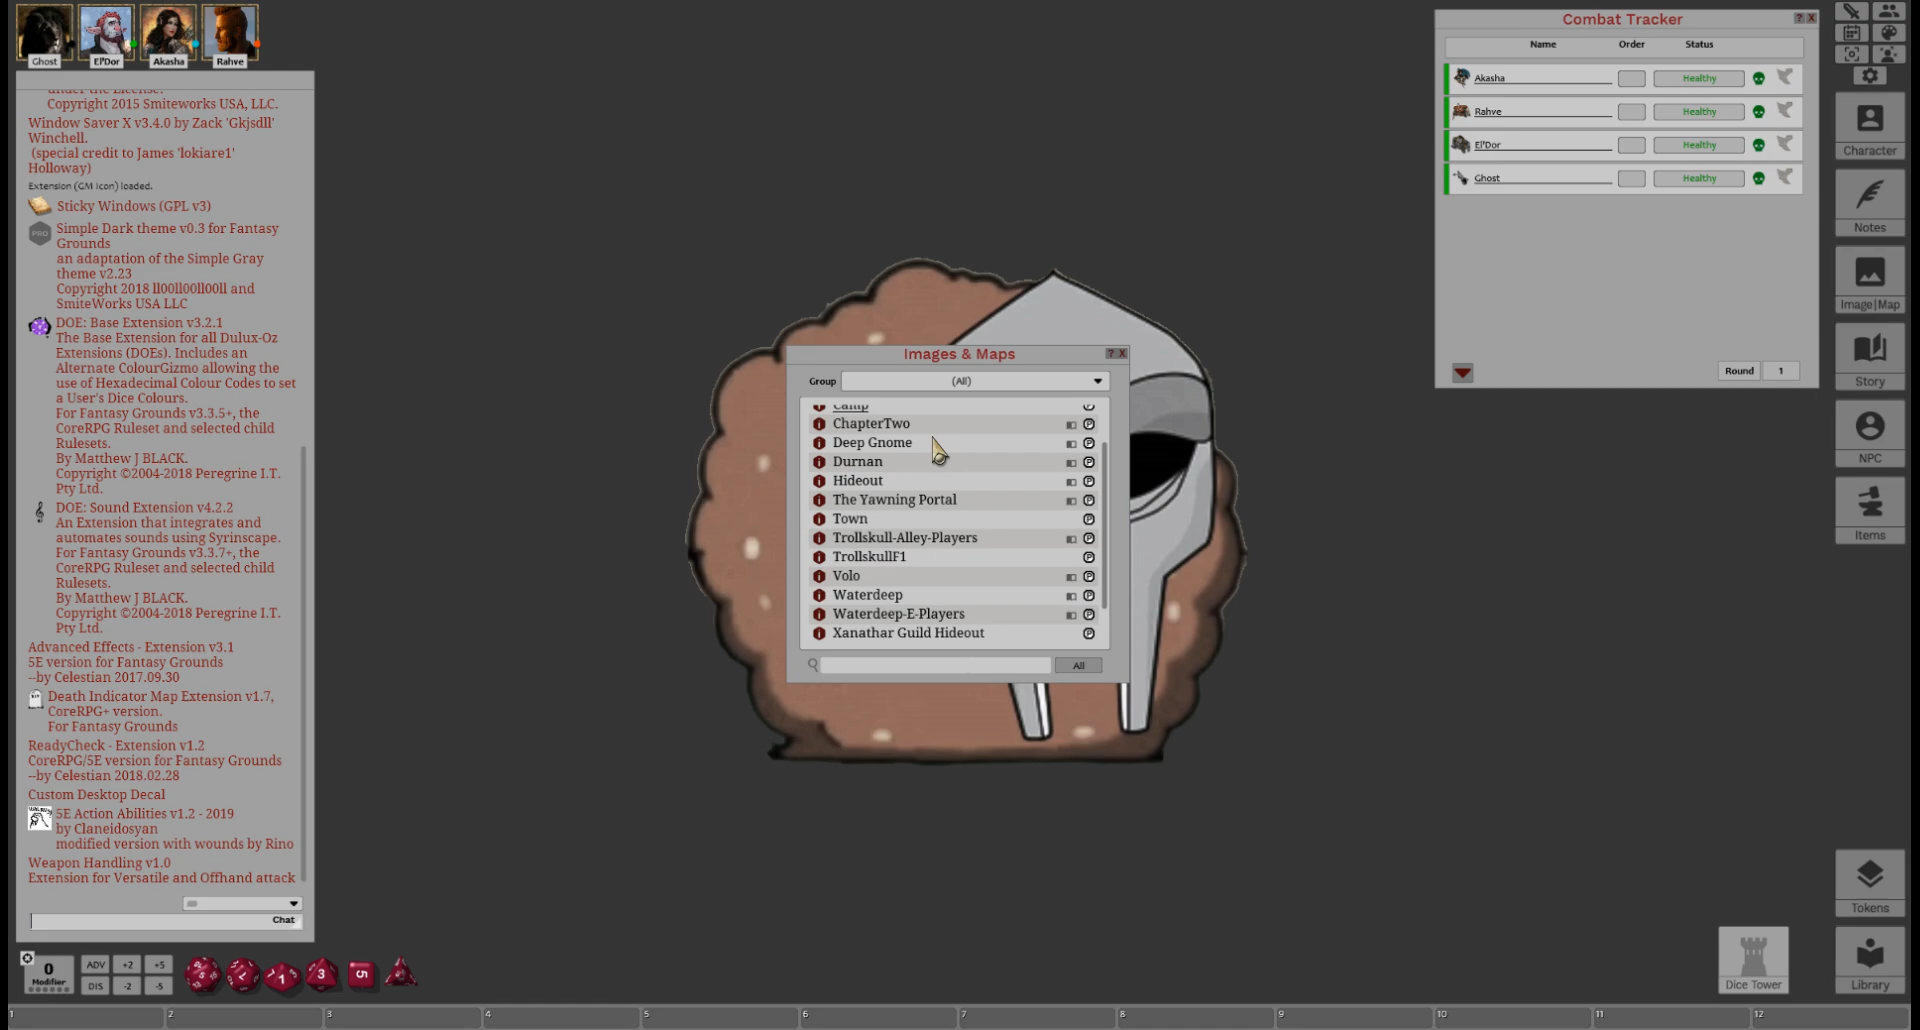 Ghost
El'Dor
Akasha
Rahve
under the License.
Copyright 2015 Smiteworks USA, LLC.
Window Saver X v3.4.0 by Zack 'Gkjsdll'
Winchell.
(special credit to James 'lokiare1'
Holloway)
Extension (GM Icon) loaded.
Sticky Windows (GPL v3)
PRO
Simple Dark theme v0.3 for Fantasy
Grounds
an adaptation of the Simple Gray
theme v2.23
Copyright 2018 ll00ll00ll00ll and
SmiteWorks USA LLC
DOE: Base Extension v3.2.1
The Base Extension for all Dulux-Oz
Extensions (DOEs). Includes an
Alternate ColourGizmo allowing the
use of Hexadecimal Colour Codes to set
a User's Dice Colours.
For Fantasy Grounds v3.3.5+, the
CoreRPG Ruleset and selected child
Rulesets.
By Matthew J BLACK.
Copyright ©2004-2018 Peregrine I.T.
Pty Ltd.
DOE: Sound Extension v4.2.2
An Extension that integrates and
automates sounds using Syrinscape.
For Fantasy Grounds v3.3.7+, the
CoreRPG Ruleset and selected child
Rulesets.
By Matthew J BLACK.
Copyright ©2004-2018 Peregrine I.T.
Pty Ltd.
Advanced Effects - Extension v3.1
5E version for Fantasy Grounds
--by Celestian 2017.09.30
Death Indicator Map Extension v1.7,
CoreRPG+ version.
For Fantasy Grounds
ReadyCheck - Extension v1.2
CoreRPG/5E version for Fantasy Grounds
--by Celestian 2018.02.28
Custom Desktop Decal
5E Action Abilities v1.2 - 2019
by Claneidosyan
modified version with wounds by Rino
Weapon Handling v1.0
Extension for Versatile and Offhand attack
Chat
0
Modifier
ADV +2 +5
DIS -2 -5
Images & Maps
? X
Group (All)
Camp
ChapterTwo
Deep Gnome
Durnan
Hideout
The Yawning Portal
Town
Trollskull-Alley-Players
TrollskullF1
Volo
Waterdeep
Waterdeep-E-Players
Xanathar Guild Hideout
All
Combat Tracker
? X
Name Order Status
Akasha Healthy
Rahve Healthy
El'Dor Healthy
Ghost Healthy
Round 1
Character
Notes
Image|Map
Story
NPC
Items
Tokens
Dice Tower
Library
1 2 3 4 5 6 7 8 9 10 11 12